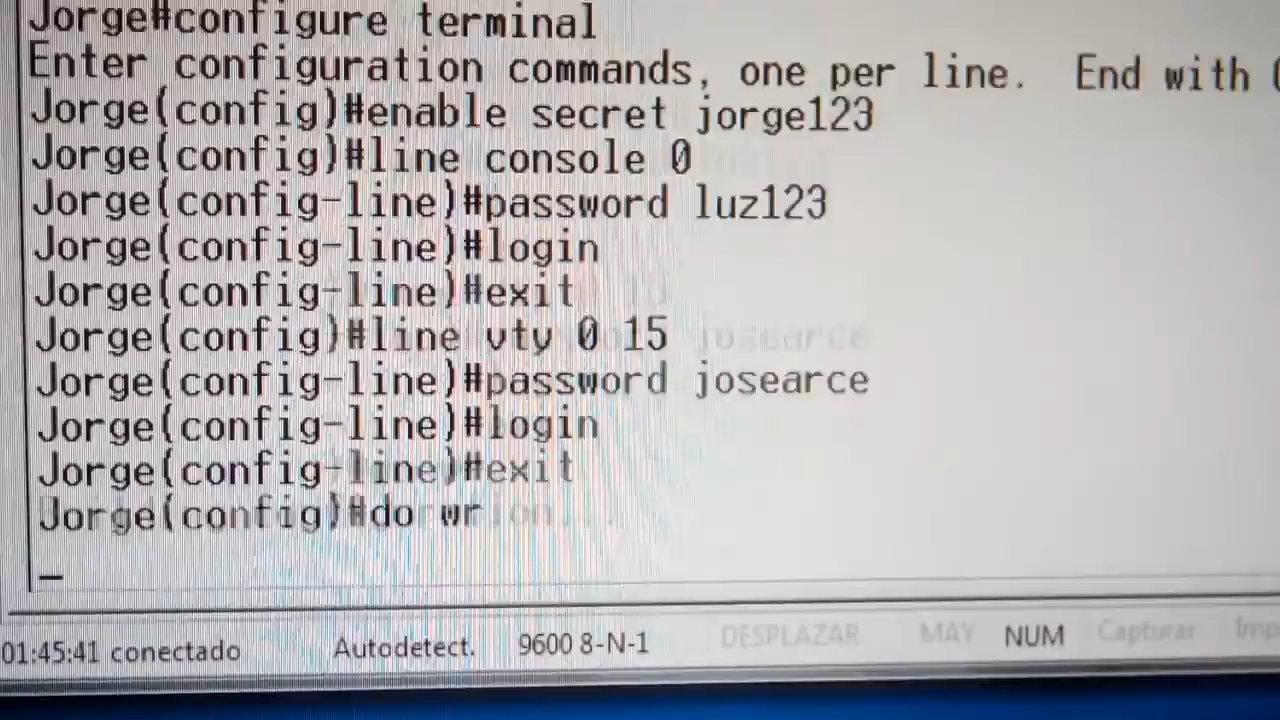 Jorge#configure terminal
Enter configuration commands, one per line. End with
Jorge(config)#enable secret jorge123
Jorge(config)#line console 0
Jorge(config-line)#password luz123
Jorge(config-line)#login
Jorge(config-line)#exit
Jorge(config)#line vty 0 15
Jorge(config-line)#password josearce
Jorge(config-line)#login
Jorge(config-line)#exit
Jorge(config)#do wr
01:45:41 conectado Autodetect. 9600 8-N-1 DESPLAZAR MAY NUM Capturar